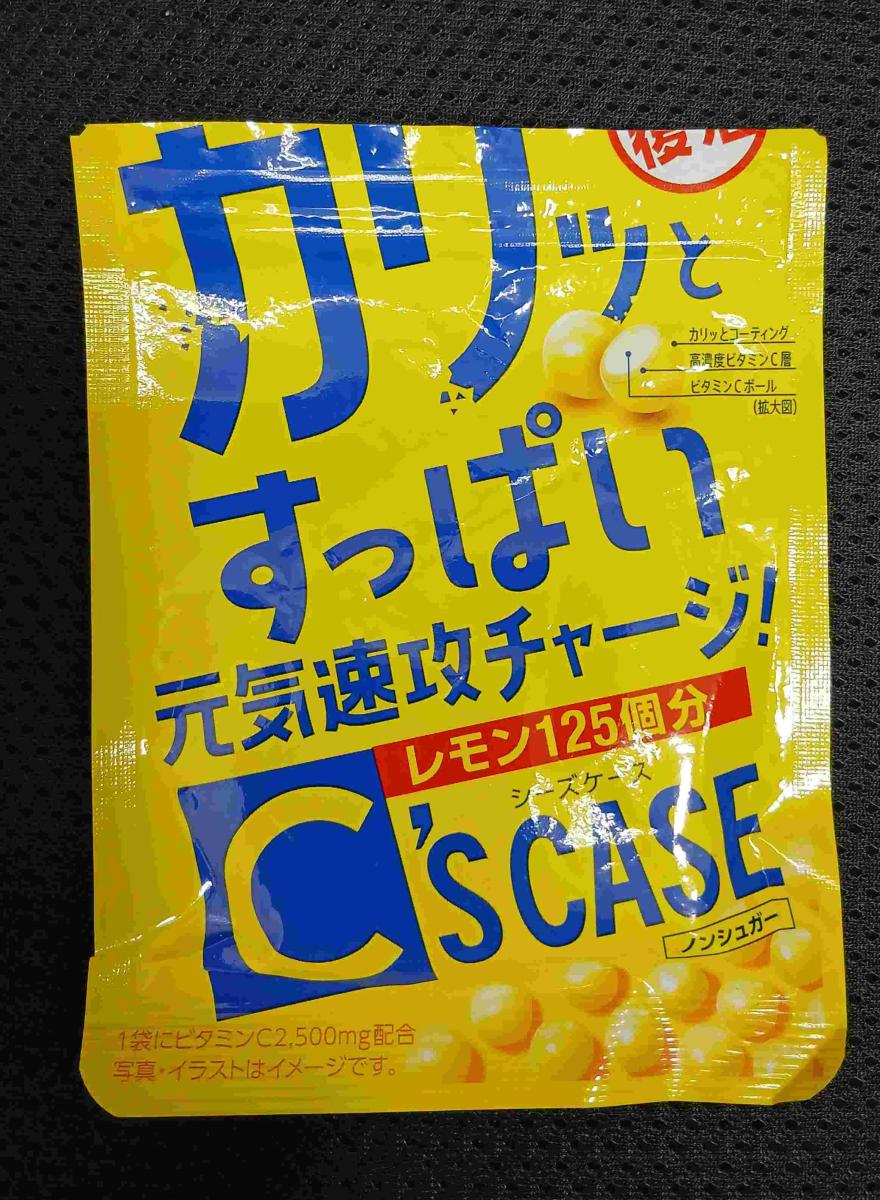 カリッと
カリッとコーティング
高濃度ビタミンC層
ビタミンCボール
(拡大図)
すっぱい
元気速攻チャージ!
レモン125個分
シーズケース
C'S CASE
ノンシュガー
1袋にビタミンC2,500mg配合
写真・イラストはイメージです。